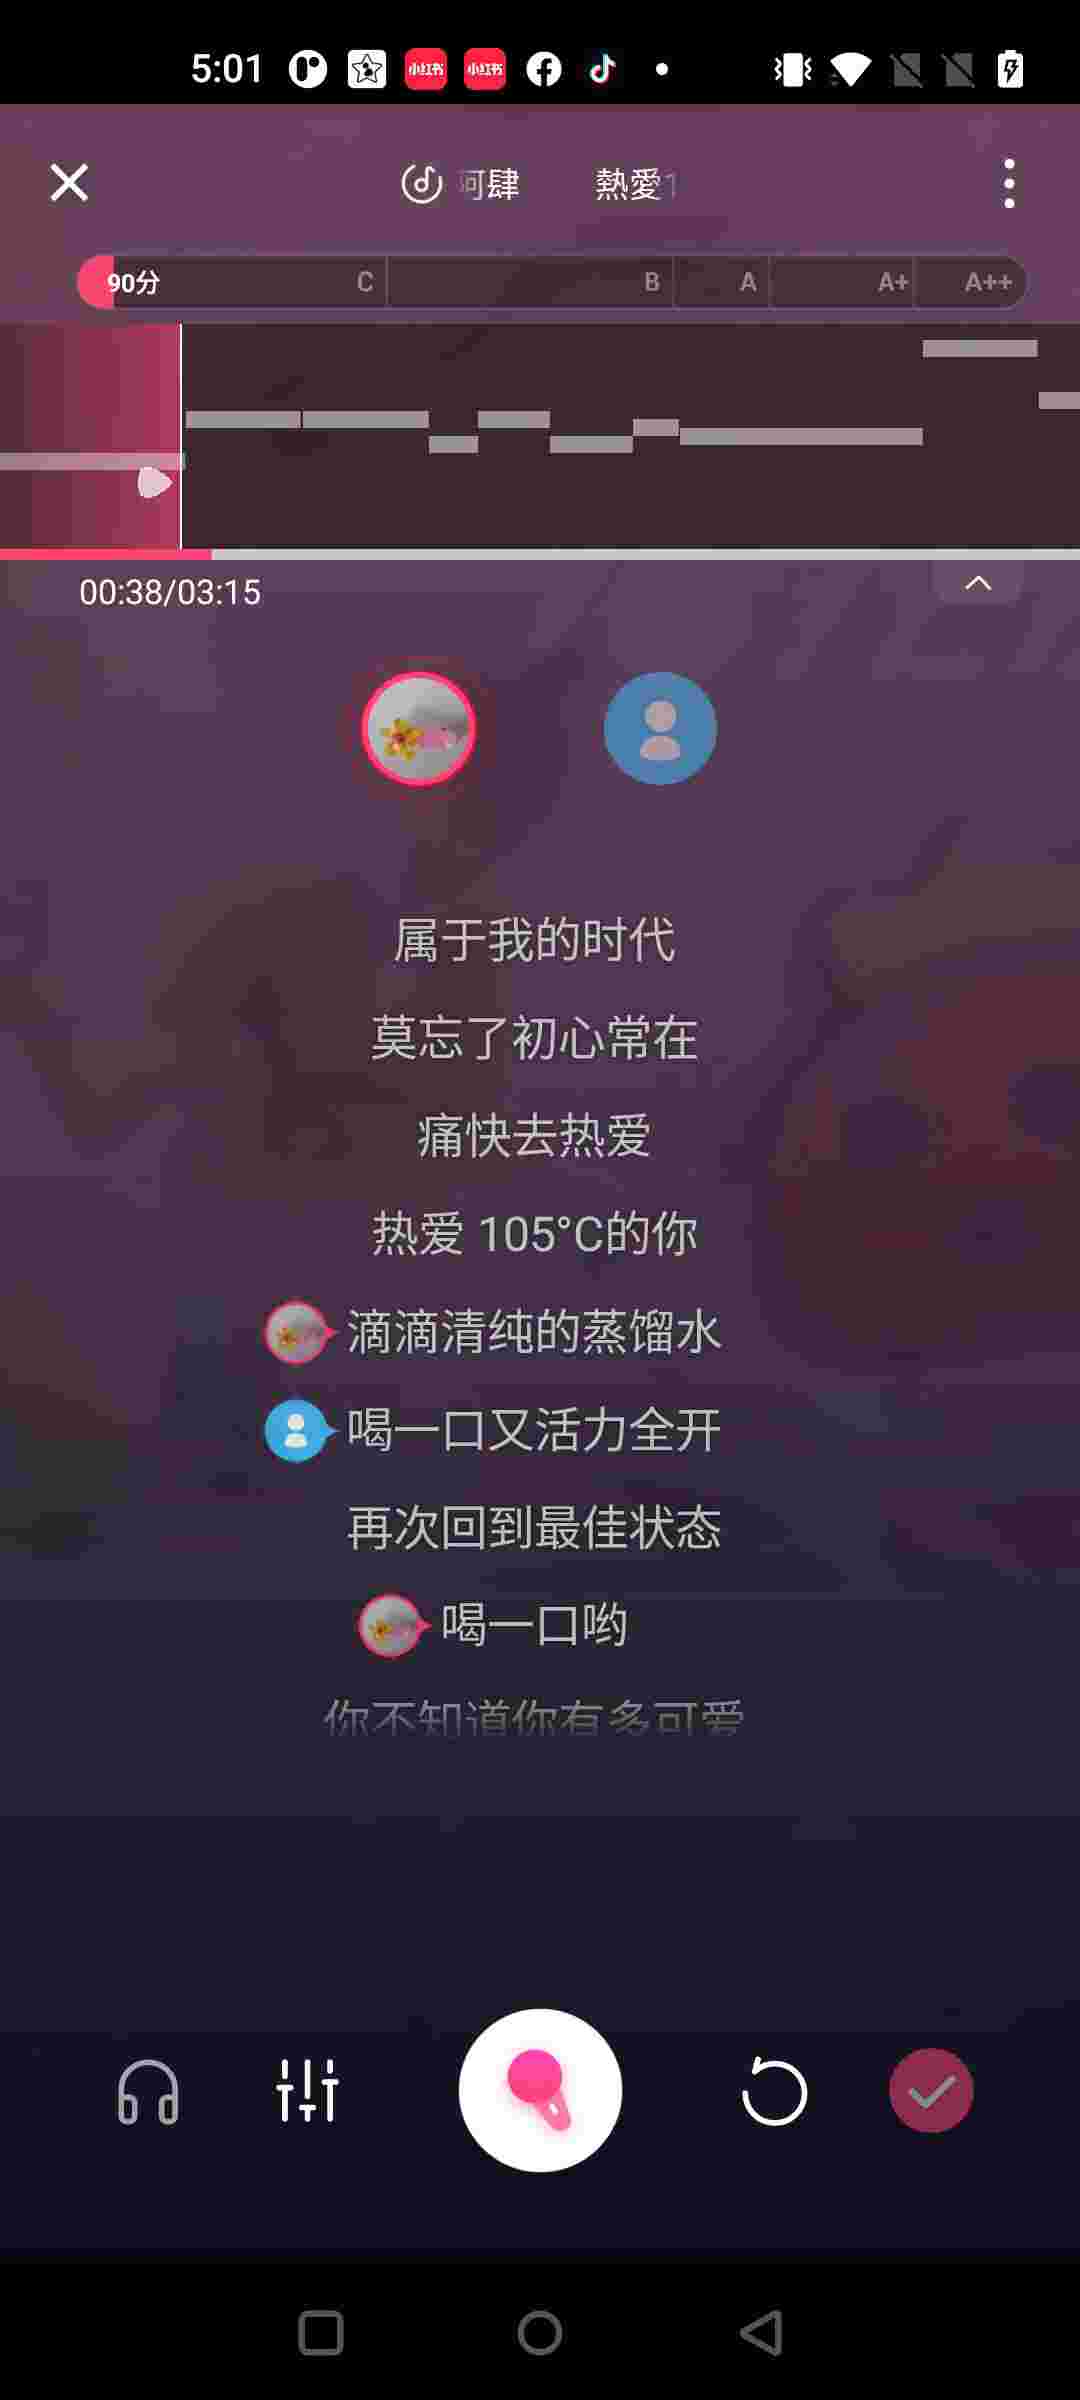 5:01 小红书 小红书
阿肆 熱愛1
90分 C B A A+ A++
00:38/03:15
属于我的时代
莫忘了初心常在
痛快去热爱
热爱 105°C的你
滴滴清纯的蒸馏水
喝一口又活力全开
再次回到最佳状态
喝一口哟
你不知道你有多可爱